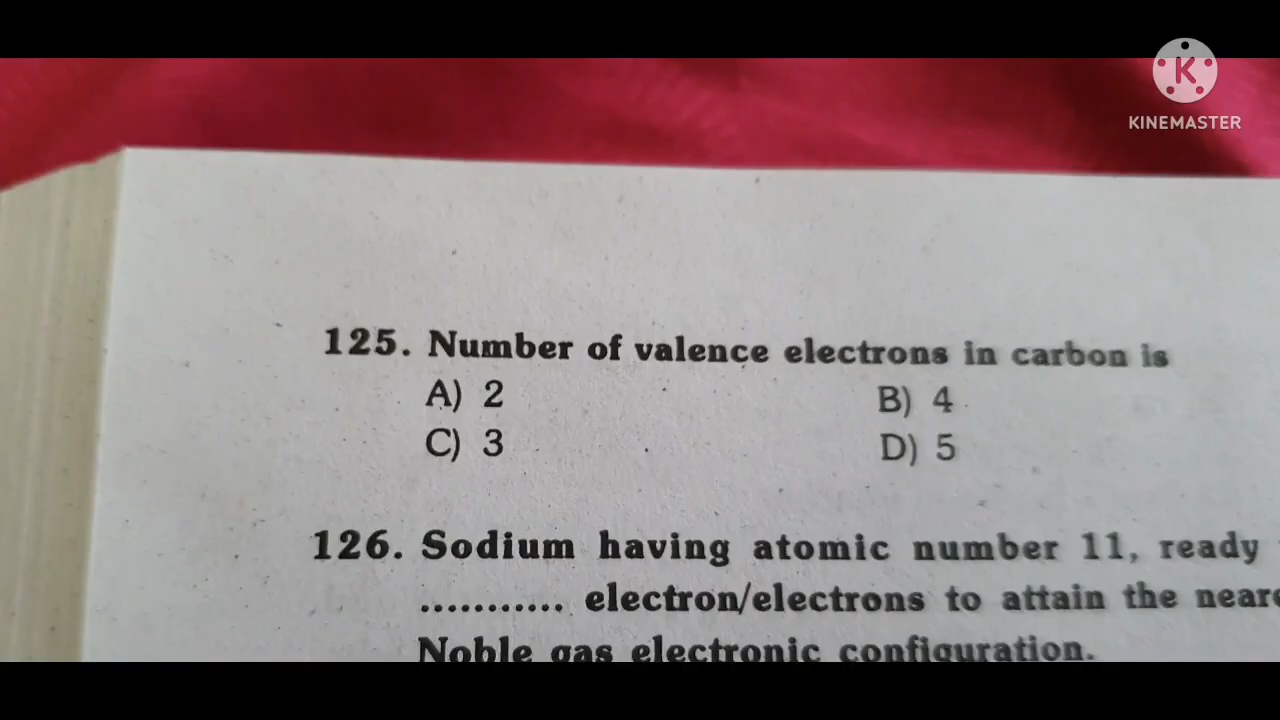 KINEMASTER
125. Number of valence electrons in carbon is
A) 2 B) 4
C) 3 D) 5
126. Sodium having atomic number 11, ready
........... electron/electrons to attain the
Noble gas electronic configuration.